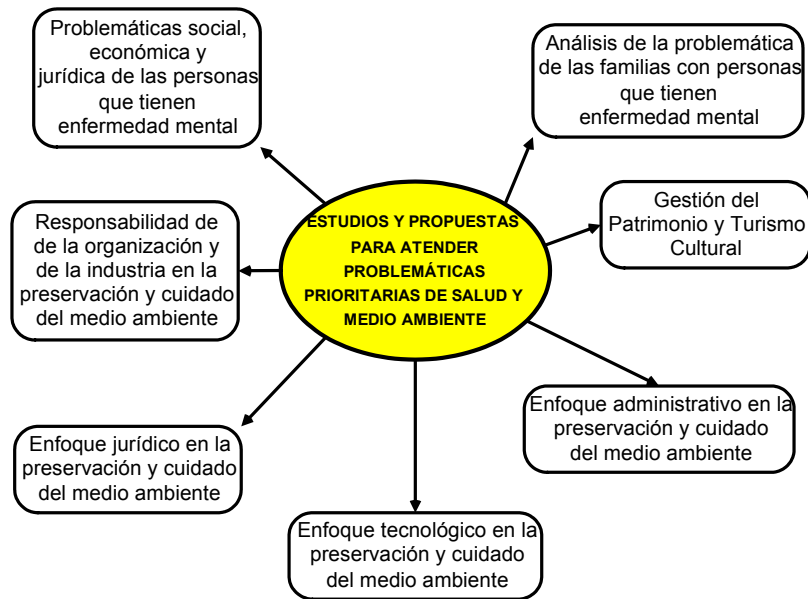 Problemáticas social,
económica y
jurídica de las personas
que tienen
enfermedad mental
Análisis de la problemática
de las familias con personas
que tienen
enfermedad mental
Responsabilidad de
de la organización y
de la industria en la
preservación y cuidado
del medio ambiente
ESTUDIOS Y PROPUESTAS
PARA ATENDER
PROBLEMÁTICAS
PRIORITARIAS DE SALUD Y
MEDIO AMBIENTE
Gestión del
Patrimonio y Turismo
Cultural
Enfoque jurídico en la
preservación y cuidado
del medio ambiente
Enfoque tecnológico en la
preservación y cuidado
del medio ambiente
Enfoque administrativo en la
preservación y cuidado
del medio ambiente